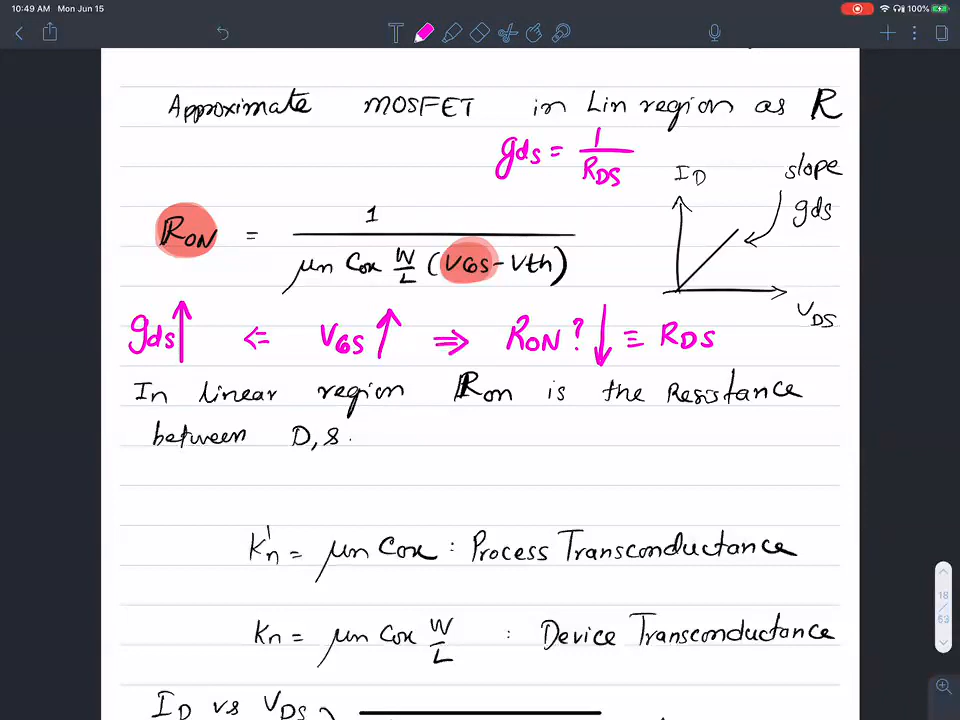 10:49 AM Mon Jun 15
100%
Approximate MOSFET in Lin region as R
gds = 1/RDS
ID
slope
gds
RON = 1 / μn Cox W/L (VGS - Vth)
VDS
gds↑ ⇐ VGS↑ ⇒ RON? ↓ ≡ RDS
In linear region Ron is the Resistance
between D,S.
K'n = μn Cox : Process Transconductance
Kn = μn Cox W/L : Device Transconductance
ID vs VDS
18
/
53